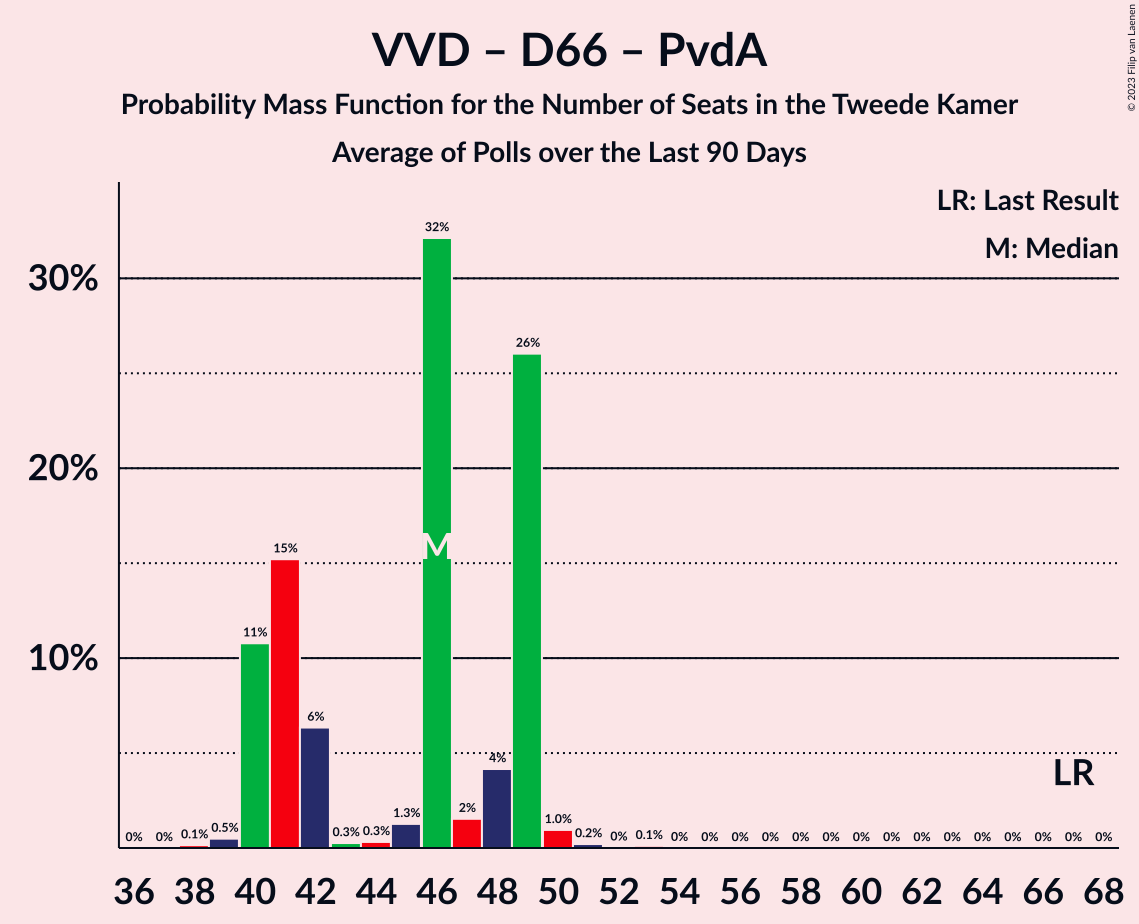 VVD – D66 – PvdA
Probability Mass Function for the Number of Seats in the Tweede Kamer
Average of Polls over the Last 90 Days
© 2023 Filip van Laenen
LR: Last Result
M: Median
30%
20%
10%
0% 0% 0.1% 0.5% 11% 15% 6% 0.3% 0.3% 1.3% 32% 2% 4% 26% 1.0% 0.2% 0% 0.1% 0% 0% 0% 0% 0% 0% 0% 0% 0% 0% 0% 0% 0% 0% 0%
M
LR
36 38 40 42 44 46 48 50 52 54 56 58 60 62 64 66 68